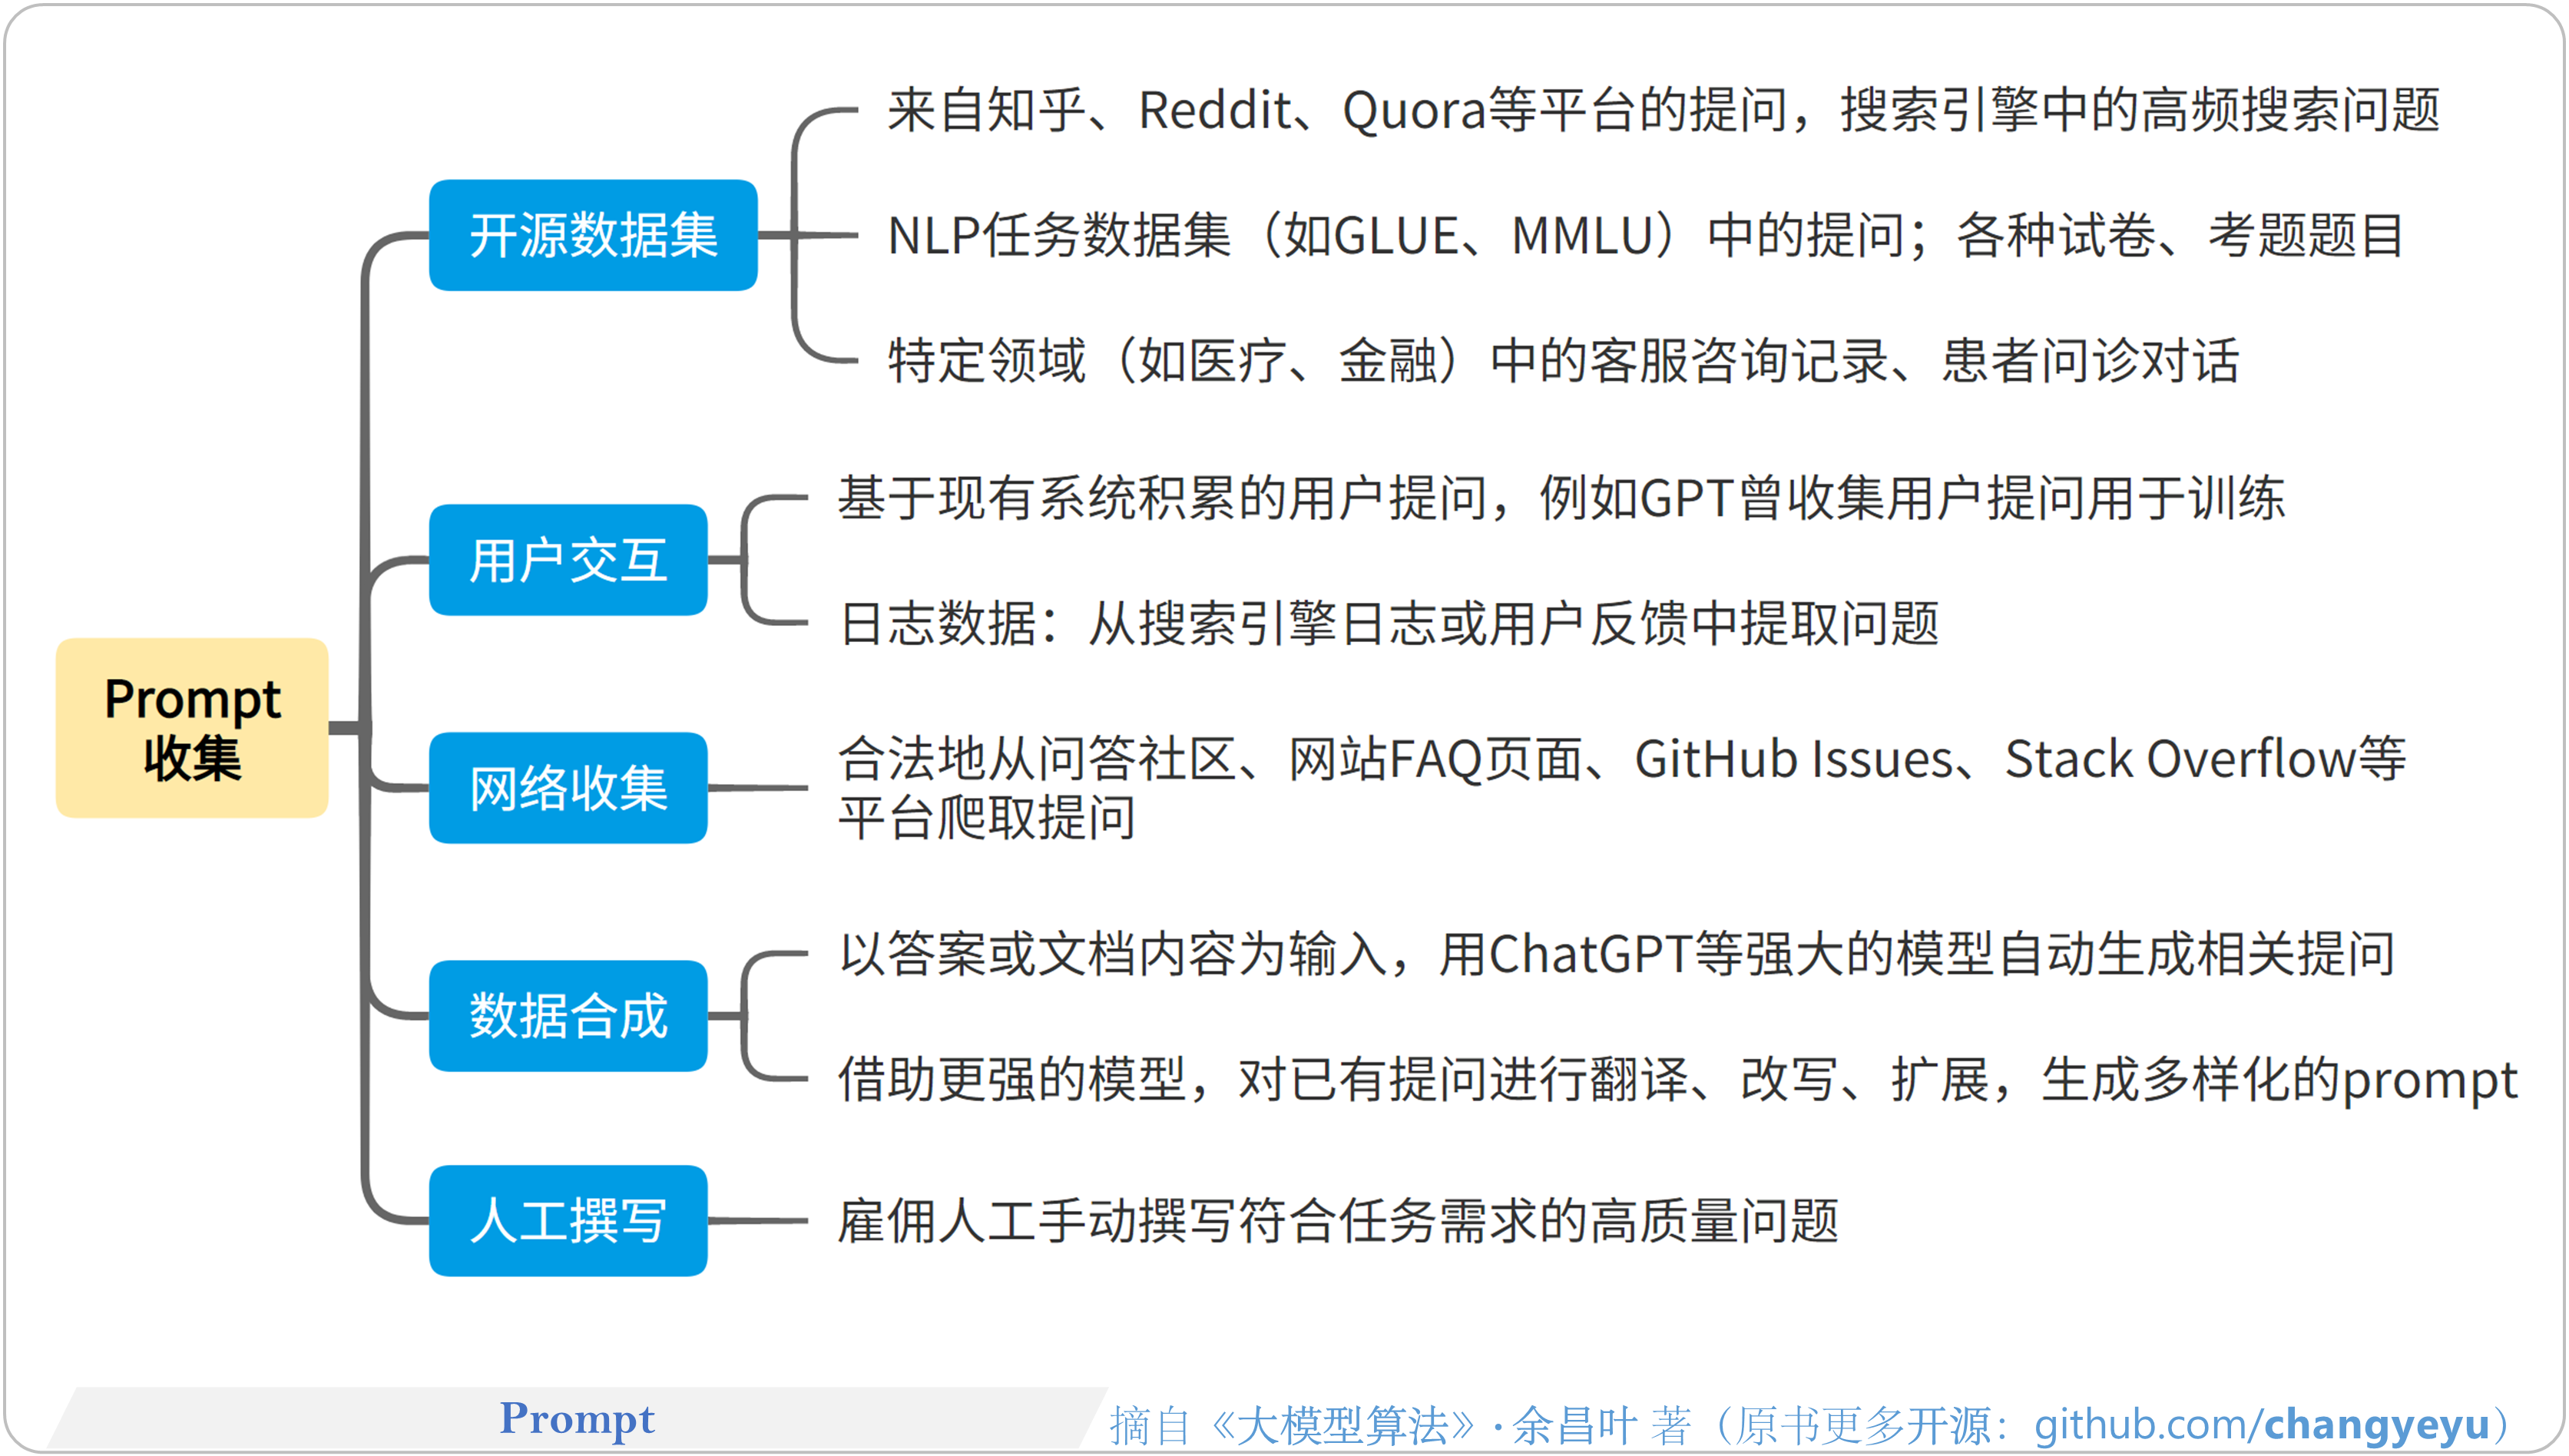 Prompt
收集
开源数据集
来自知乎、Reddit、Quora等平台的提问，搜索引擎中的高频搜索问题
NLP任务数据集（如GLUE、MMLU）中的提问；各种试卷、考题题目
特定领域（如医疗、金融）中的客服咨询记录、患者问诊对话
用户交互
基于现有系统积累的用户提问，例如GPT曾收集用户提问用于训练
日志数据：从搜索引擎日志或用户反馈中提取问题
网络收集
合法地从问答社区、网站FAQ页面、GitHub Issues、Stack Overflow等
平台爬取提问
数据合成
以答案或文档内容为输入，用ChatGPT等强大的模型自动生成相关提问
借助更强的模型，对已有提问进行翻译、改写、扩展，生成多样化的prompt
人工撰写
雇佣人工手动撰写符合任务需求的高质量问题
Prompt
摘自《大模型算法》·余昌叶 著（原书更多开源：github.com/changyeyu）